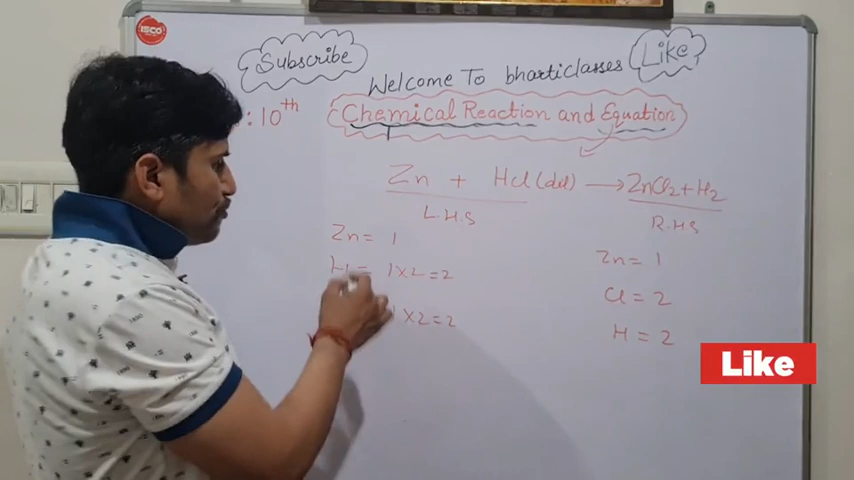 ISCO
Subscribe
Like
Welcome To bharticlasses
: 10th
Chemical Reaction and Equation
Zn + HCl (dil) → ZnCl2 + H2
L.H.S
R.H.S
Zn = 1
H = 1 x 2 = 2
1 x 2 = 2
Zn = 1
Cl = 2
H = 2
Like